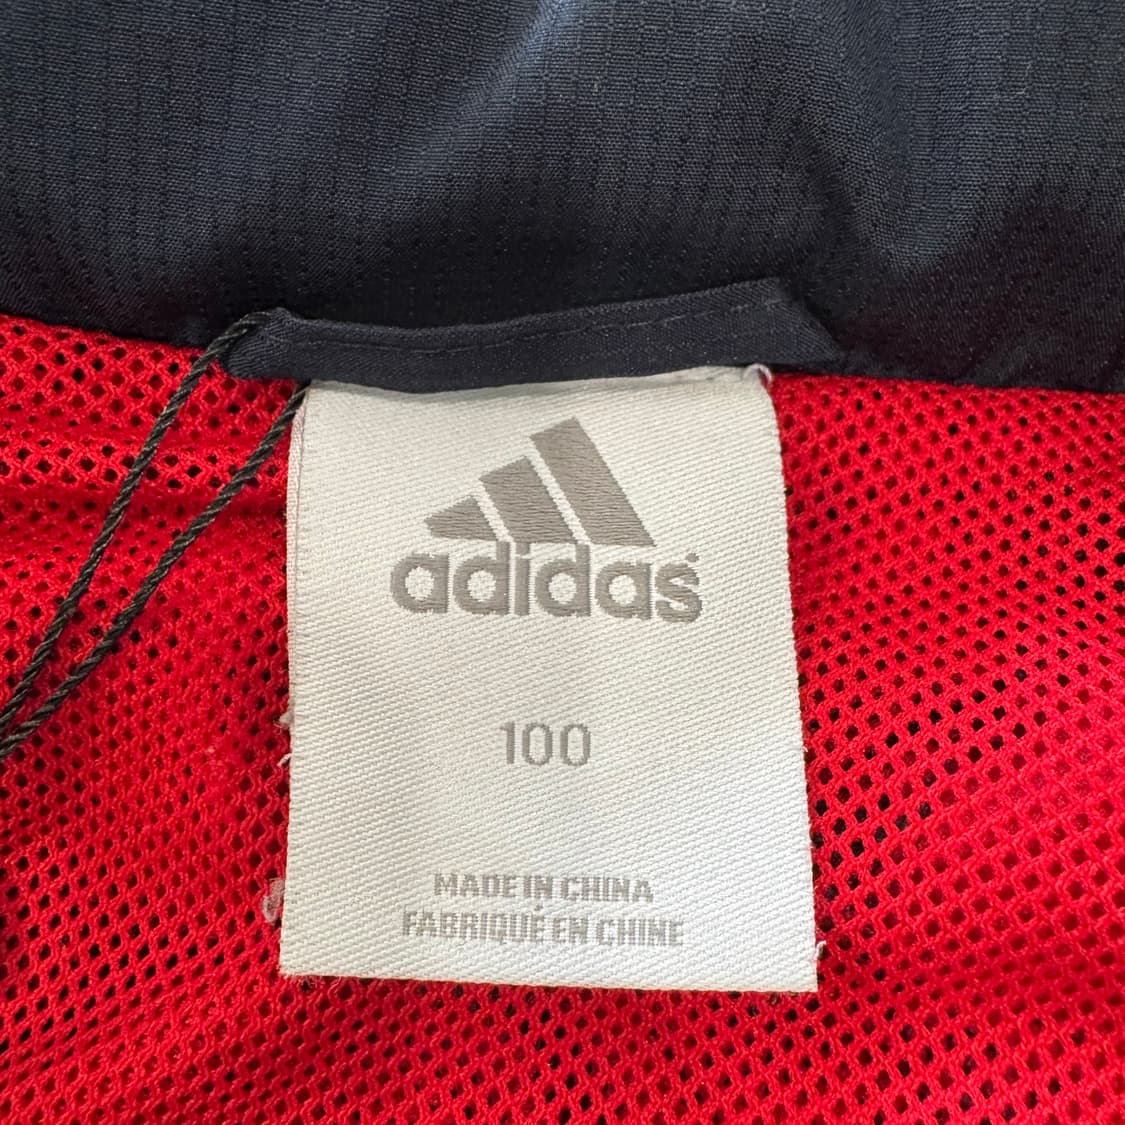 adidas
100
MADE IN CHINA
FABRIQUÉ EN CHINE